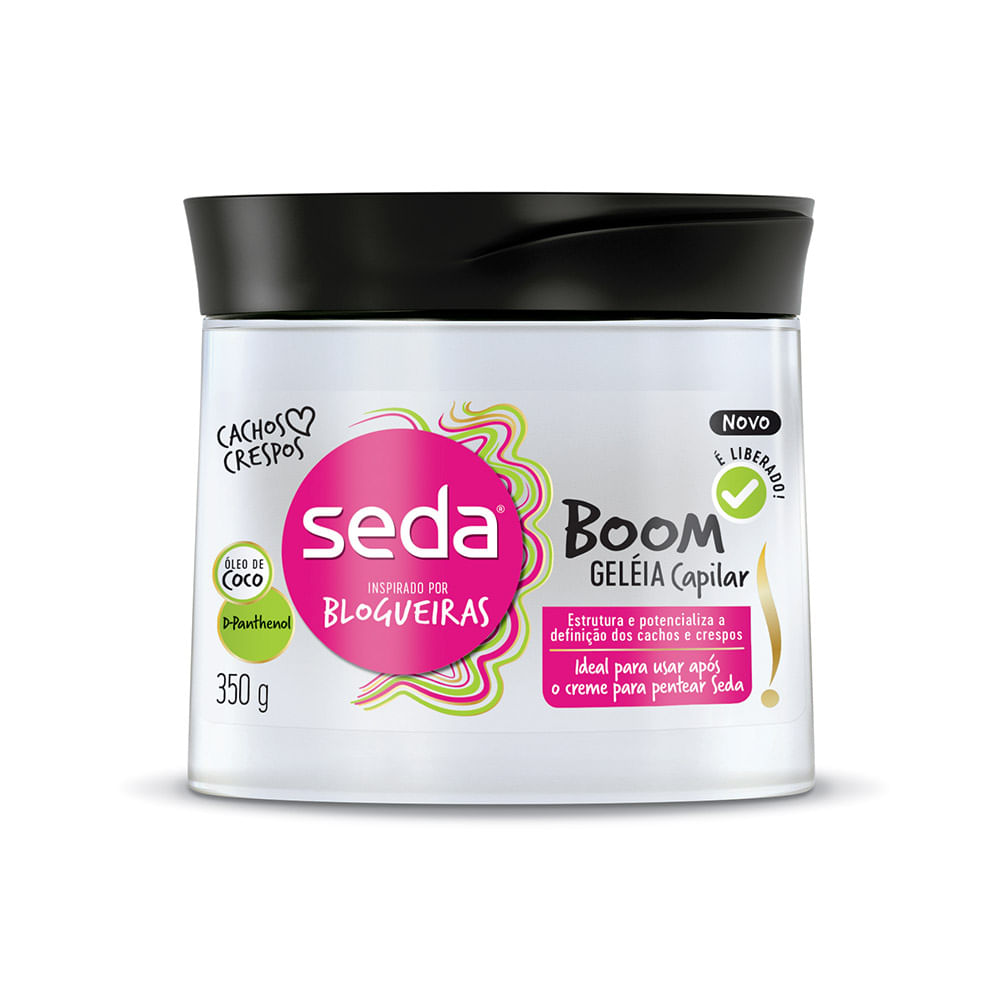 CACHOS
CRESPOS
seda®
INSPIRADO POR
BLOGUEIRAS
ÓLEO DE
COCO
D-Panthenol
350 g
NOVO
É LIBERADO!
BOOM
GELÉIA Capilar
Estrutura e potencializa a
definição dos cachos e crespos
Ideal para usar após
o creme para pentear Seda